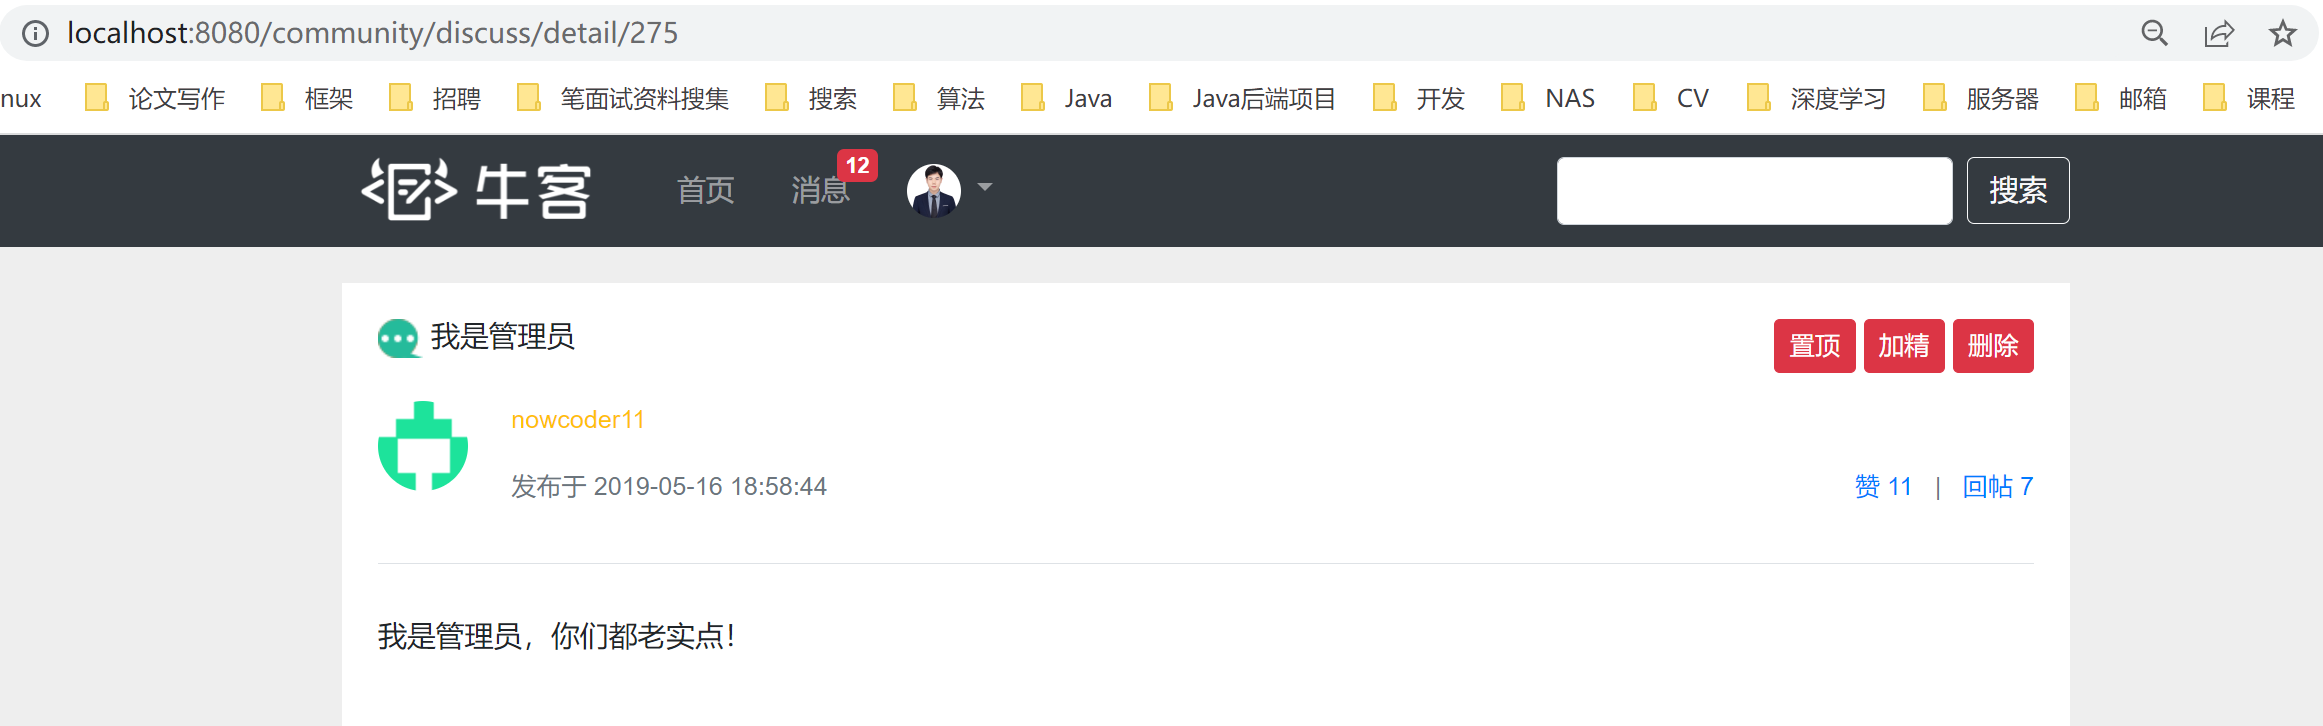 localhost:8080/community/discuss/detail/275
nux 论文写作 框架 招聘 笔面试资料搜集 搜索 算法 Java Java后端项目 开发 NAS CV 深度学习 服务器 邮箱 课程
牛客 首页 消息 12 搜索
我是管理员 置顶 加精 删除
nowcoder11
发布于 2019-05-16 18:58:44 赞 11 | 回帖 7
我是管理员，你们都老实点！